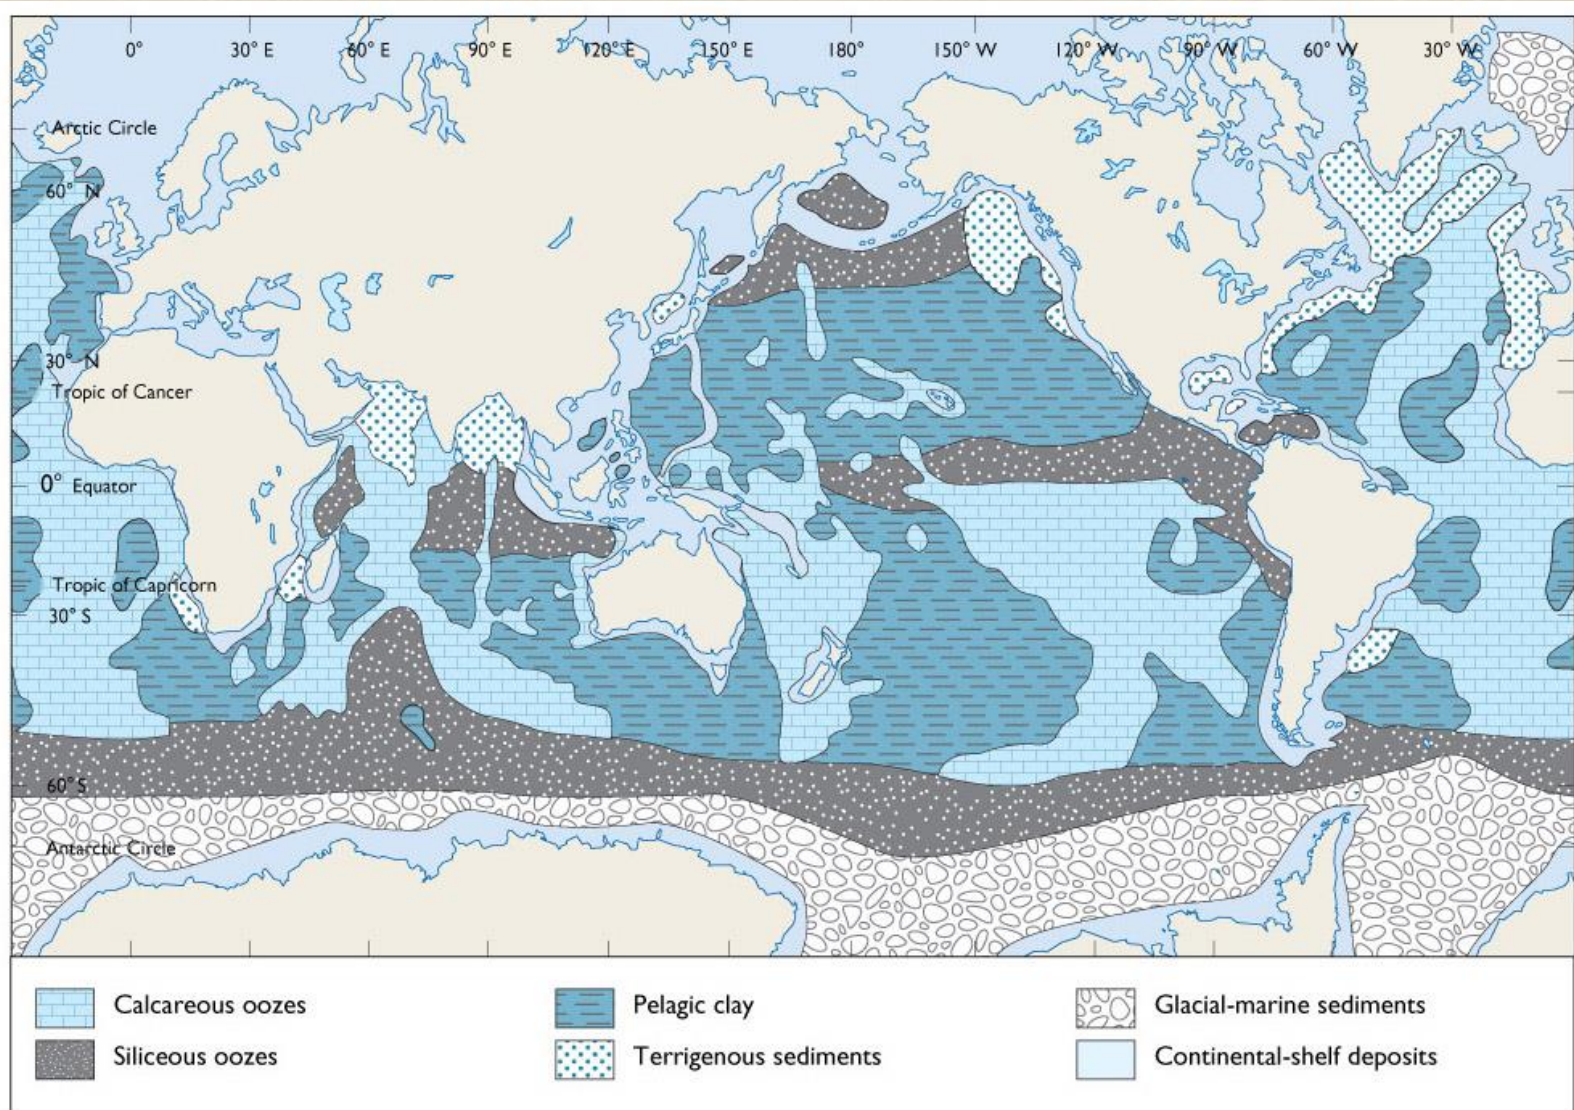 0° 30° E 60° E 90° E 120° E 150° E 180° 150° W 120° W 90° W 60° W 30° W
Arctic Circle
60° N
30° N
Tropic of Cancer
0° Equator
Tropic of Capricorn
30° S
60° S
Antarctic Circle
Calcareous oozes Pelagic clay Glacial-marine sediments
Siliceous oozes Terrigenous sediments Continental-shelf deposits